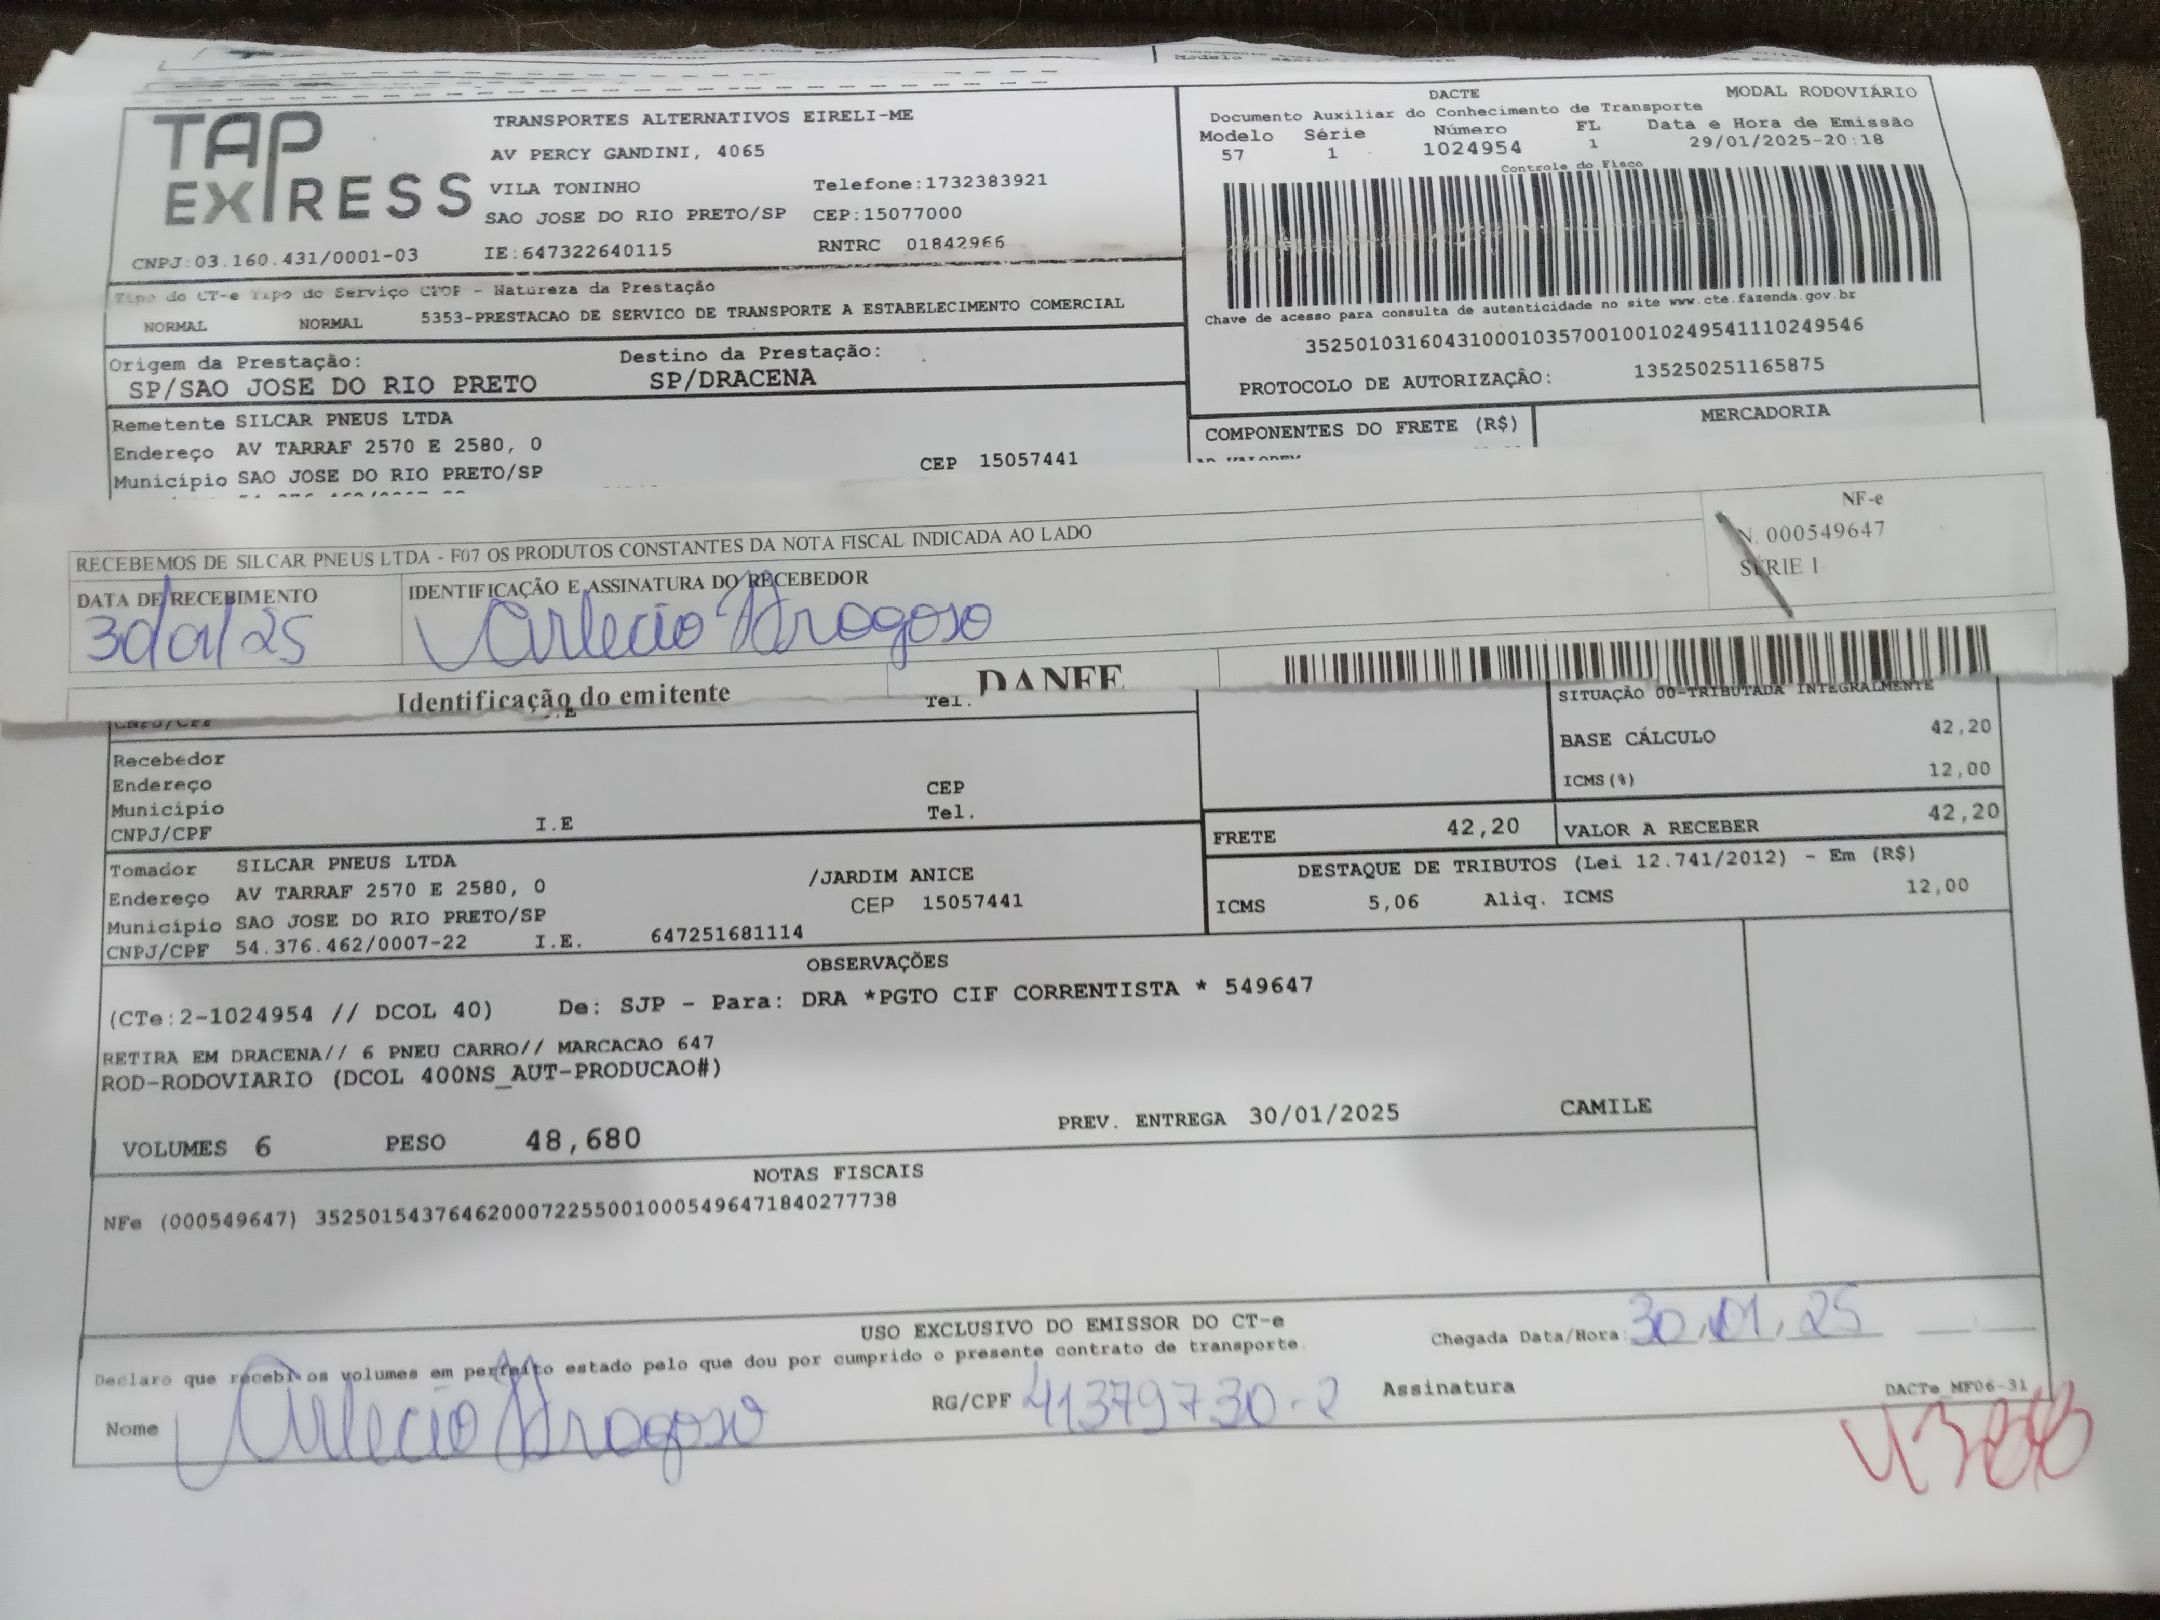 TAP EXPRESS
TRANSPORTES ALTERNATIVOS EIRELI-ME
AV PERCY GANDINI, 4065
VILA TONINHO Telefone:1732383921
SAO JOSE DO RIO PRETO/SP CEP:15077000
CNPJ:03.160.431/0001-03 IE:647322640115 RNTRC 01842966
DACTE MODAL RODOVIÁRIO
Documento Auxiliar do Conhecimento de Transporte
Modelo Série Número FL Data e Hora de Emissão
57 1 1024954 1 29/01/2025-20:18
Controle do Fisco
Chave de acesso para consulta de autenticidade no site www.cte.fazenda.gov.br
35250103160431000103570010010249541110249546
PROTOCOLO DE AUTORIZAÇÃO: 135250251165875
Tipo do CT-e Tipo do Serviço CFOP - Natureza da Prestação
NORMAL NORMAL 5353-PRESTACAO DE SERVICO DE TRANSPORTE A ESTABELECIMENTO COMERCIAL
Origem da Prestação: Destino da Prestação:
SP/SAO JOSE DO RIO PRETO SP/DRACENA
Remetente SILCAR PNEUS LTDA
Endereço AV TARRAF 2570 E 2580, 0
Município SAO JOSE DO RIO PRETO/SP CEP 15057441
COMPONENTES DO FRETE (R$) MERCADORIA
RECEBEMOS DE SILCAR PNEUS LTDA - F07 OS PRODUTOS CONSTANTES DA NOTA FISCAL INDICADA AO LADO
NF-e
N. 000549647
SÉRIE 1
DATA DE RECEBIMENTO IDENTIFICAÇÃO E ASSINATURA DO RECEBEDOR
30/01/25 Arlecio Fragoso
Identificação do emitente DANFE
Tel.
SITUAÇÃO 00-TRIBUTADA INTEGRALMENTE
BASE CÁLCULO 42,20
ICMS(%) 12,00
Recebedor
Endereço CEP
Município Tel.
CNPJ/CPF I.E
FRETE 42,20 VALOR A RECEBER 42,20
Tomador SILCAR PNEUS LTDA
Endereço AV TARRAF 2570 E 2580, 0 /JARDIM ANICE
Município SAO JOSE DO RIO PRETO/SP CEP 15057441
CNPJ/CPF 54.376.462/0007-22 I.E. 647251681114
DESTAQUE DE TRIBUTOS (Lei 12.741/2012) - Em (R$)
ICMS 5,06 Aliq. ICMS 12,00
OBSERVAÇÕES
(CTe:2-1024954 // DCOL 40) De: SJP - Para: DRA *PGTO CIF CORRENTISTA * 549647
RETIRA EM DRACENA// 6 PNEU CARRO// MARCACAO 647
ROD-RODOVIARIO (DCOL 400NS_AUT-PRODUCAO#)
VOLUMES 6 PESO 48,680 PREV. ENTREGA 30/01/2025 CAMILE
NOTAS FISCAIS
NFe (000549647) 35250154376462000722550010005496471840277738
USO EXCLUSIVO DO EMISSOR DO CT-e
Declaro que recebi os volumes em perfeito estado pelo que dou por cumprido o presente contrato de transporte.
Chegada Data/Hora: 30,01,25
Nome Arlecio Fragoso RG/CPF 41379730-2 Assinatura
DACTe_MF06-31